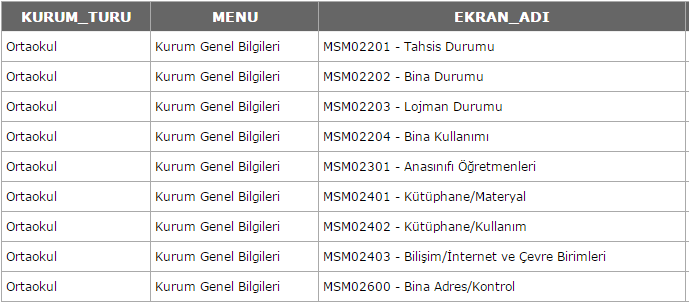 KURUM_TURU MENU EKRAN_ADI
Ortaokul Kurum Genel Bilgileri MSM02201 - Tahsis Durumu
Ortaokul Kurum Genel Bilgileri MSM02202 - Bina Durumu
Ortaokul Kurum Genel Bilgileri MSM02203 - Lojman Durumu
Ortaokul Kurum Genel Bilgileri MSM02204 - Bina Kullanımı
Ortaokul Kurum Genel Bilgileri MSM02301 - Anasınıfı Öğretmenleri
Ortaokul Kurum Genel Bilgileri MSM02401 - Kütüphane/Materyal
Ortaokul Kurum Genel Bilgileri MSM02402 - Kütüphane/Kullanım
Ortaokul Kurum Genel Bilgileri MSM02403 - Bilişim/İnternet ve Çevre Birimleri
Ortaokul Kurum Genel Bilgileri MSM02600 - Bina Adres/Kontrol